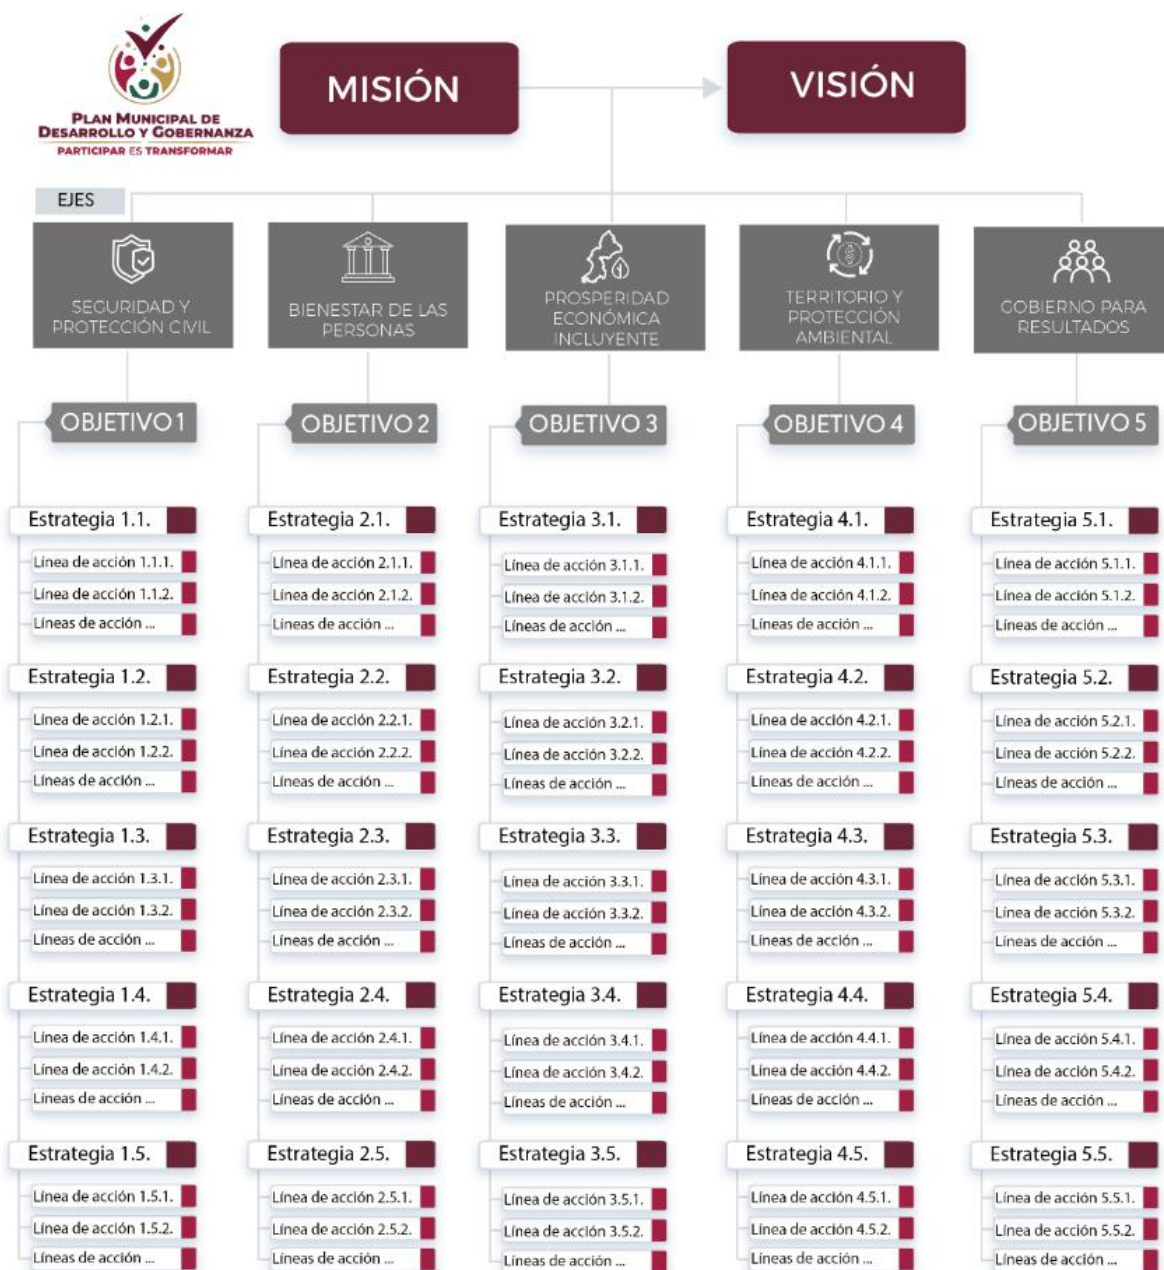 PLAN MUNICIPAL DE
DESARROLLO Y GOBERNANZA
PARTICIPAR ES TRANSFORMAR
MISIÓN
VISIÓN
EJES
SEGURIDAD Y
PROTECCIÓN CIVIL
BIENESTAR DE LAS
PERSONAS
PROSPERIDAD
ECONÓMICA
INCLUYENTE
TERRITORIO Y
PROTECCIÓN
AMBIENTAL
GOBIERNO PARA
RESULTADOS
OBJETIVO 1
Estrategia 1.1.
Línea de acción 1.1.1.
Línea de acción 1.1.2.
Líneas de acción ...
Estrategia 1.2.
Línea de acción 1.2.1.
Línea de acción 1.2.2.
Líneas de acción ...
Estrategia 1.3.
Línea de acción 1.3.1.
Línea de acción 1.3.2.
Líneas de acción ...
Estrategia 1.4.
Línea de acción 1.4.1.
Línea de acción 1.4.2.
Líneas de acción ...
Estrategia 1.5.
Línea de acción 1.5.1.
Línea de acción 1.5.2.
Líneas de acción ...
OBJETIVO 2
Estrategia 2.1.
Línea de acción 2.1.1.
Línea de acción 2.1.2.
Líneas de acción ...
Estrategia 2.2.
Línea de acción 2.2.1.
Línea de acción 2.2.2.
Líneas de acción ...
Estrategia 2.3.
Línea de acción 2.3.1.
Línea de acción 2.3.2.
Líneas de acción ...
Estrategia 2.4.
Línea de acción 2.4.1.
Línea de acción 2.4.2.
Líneas de acción ...
Estrategia 2.5.
Línea de acción 2.5.1.
Línea de acción 2.5.2.
Líneas de acción ...
OBJETIVO 3
Estrategia 3.1.
Línea de acción 3.1.1.
Línea de acción 3.1.2.
Líneas de acción ...
Estrategia 3.2.
Línea de acción 3.2.1.
Línea de acción 3.2.2.
Líneas de acción ...
Estrategia 3.3.
Línea de acción 3.3.1.
Línea de acción 3.3.2.
Líneas de acción ...
Estrategia 3.4.
Línea de acción 3.4.1.
Línea de acción 3.4.2.
Líneas de acción ...
Estrategia 3.5.
Línea de acción 3.5.1.
Línea de acción 3.5.2.
Líneas de acción ...
OBJETIVO 4
Estrategia 4.1.
Línea de acción 4.1.1.
Línea de acción 4.1.2.
Líneas de acción ...
Estrategia 4.2.
Línea de acción 4.2.1.
Línea de acción 4.2.2.
Líneas de acción ...
Estrategia 4.3.
Línea de acción 4.3.1.
Línea de acción 4.3.2.
Líneas de acción ...
Estrategia 4.4.
Línea de acción 4.4.1.
Línea de acción 4.4.2.
Líneas de acción ...
Estrategia 4.5.
Línea de acción 4.5.1.
Línea de acción 4.5.2.
Líneas de acción ...
OBJETIVO 5
Estrategia 5.1.
Línea de acción 5.1.1.
Línea de acción 5.1.2.
Líneas de acción ...
Estrategia 5.2.
Línea de acción 5.2.1.
Línea de acción 5.2.2.
Líneas de acción ...
Estrategia 5.3.
Línea de acción 5.3.1.
Línea de acción 5.3.2.
Líneas de acción ...
Estrategia 5.4.
Línea de acción 5.4.1.
Línea de acción 5.4.2.
Líneas de acción ...
Estrategia 5.5.
Línea de acción 5.5.1.
Línea de acción 5.5.2.
Líneas de acción ...